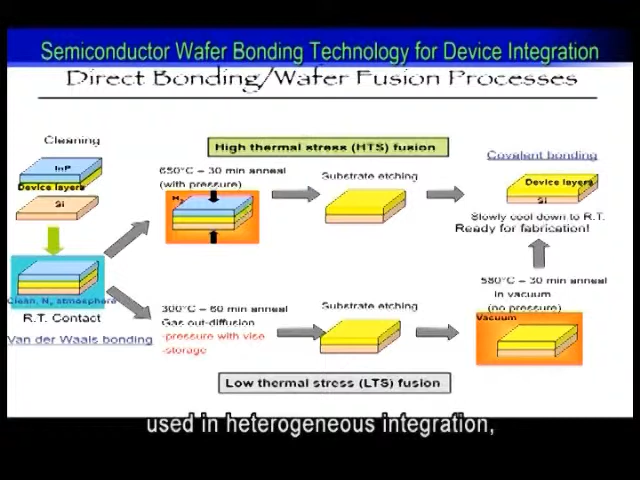 Semiconductor Wafer Bonding Technology for Device Integration
Direct Bonding/Wafer Fusion Processes
Cleaning
High thermal stress (HTS) fusion
Covalent bonding
InP
Device layers
Si
650°C – 30 min anneal
(with pressure)
H₂
Substrate etching
Device layers
Si
Slowly cool down to R.T.
Ready for fabrication!
Clean, N₂ atmosphere
R.T. Contact
Van der Waals bonding
300°C – 60 min anneal
Gas out-diffusion
-pressure with vise
-storage
Substrate etching
580°C – 30 min anneal
in vacuum
(no pressure)
Vacuum
Low thermal stress (LTS) fusion
used in heterogeneous integration,